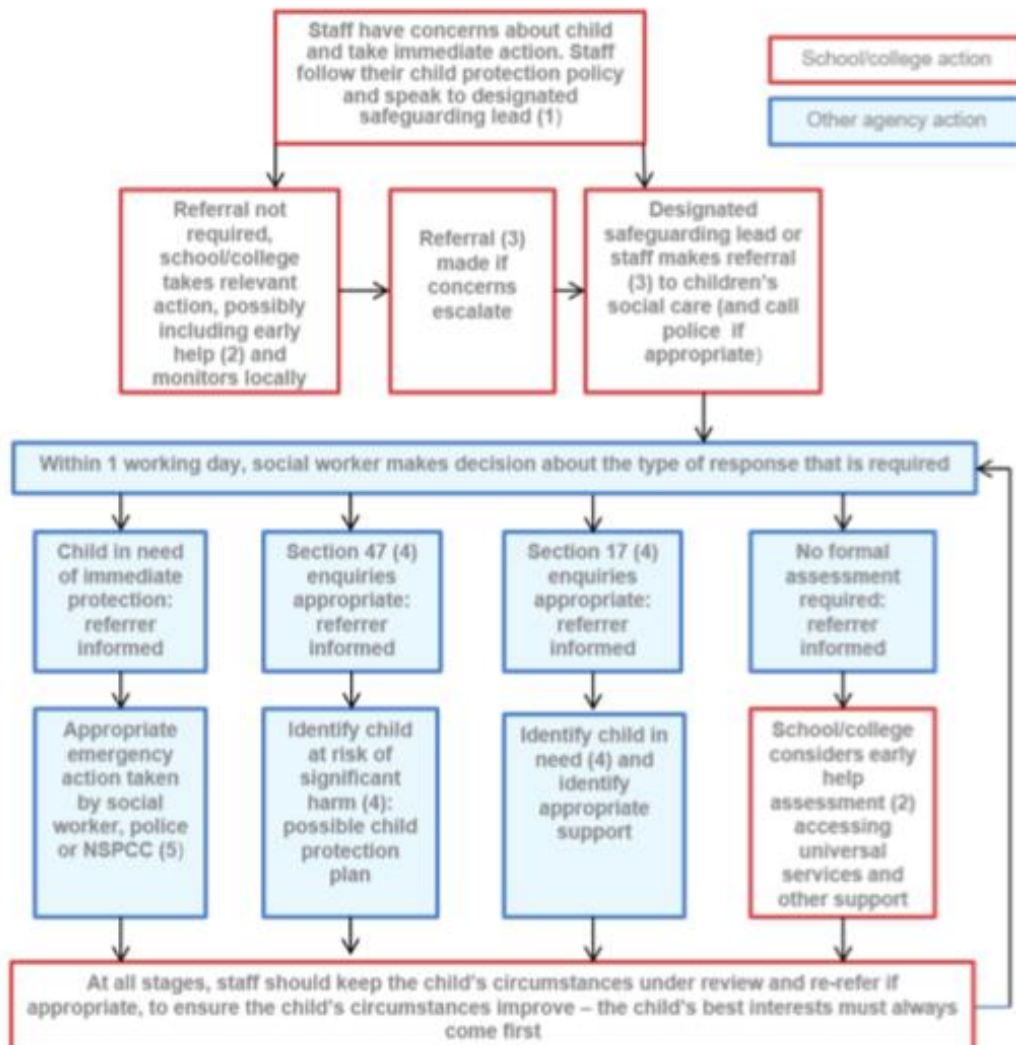 Staff have concerns about child
and take immediate action. Staff
follow their child protection policy
and speak to designated
safeguarding lead (1)
School/college action
Other agency action
Referral not
required,
school/college
takes relevant
action, possibly
including early
help (2) and
monitors locally
Referral (3)
made if
concerns
escalate
Designated
safeguarding lead or
staff makes referral
(3) to children's
social care (and call
police if
appropriate)
Within 1 working day, social worker makes decision about the type of response that is required
Child in need
of immediate
protection:
referrer
informed
Section 47 (4)
enquiries
appropriate:
referrer
informed
Section 17 (4)
enquiries
appropriate:
referrer
informed
No formal
assessment
required:
referrer
informed
Appropriate
emergency
action taken
by social
worker, police
or NSPCC (5)
Identify child
at risk of
significant
harm (4):
possible child
protection
plan
Identify child in
need (4) and
identify
appropriate
support
School/college
considers early
help
assessment (2)
accessing
universal
services and
other support
At all stages, staff should keep the child's circumstances under review and re-refer if
appropriate, to ensure the child's circumstances improve – the child's best interests must always
come first